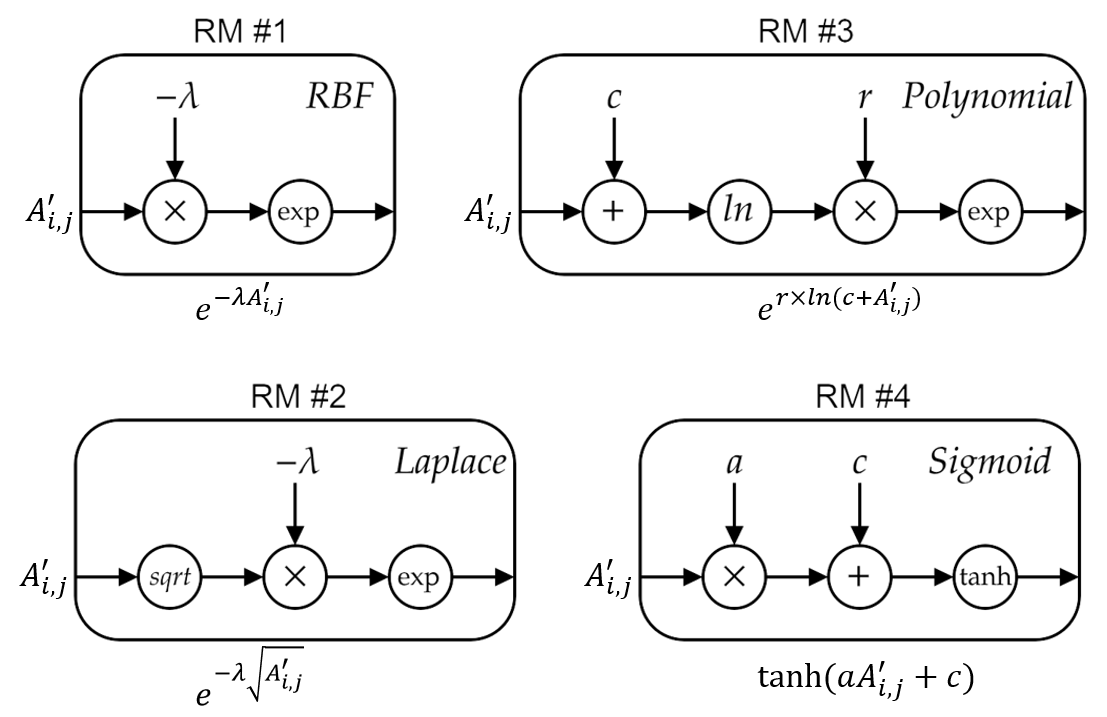 RM #1
−λ
RBF
A′i,j
×
exp
e^−λA′i,j
RM #3
c
r
Polynomial
A′i,j
+
ln
×
exp
e^r×ln(c+A′i,j)
RM #2
−λ
Laplace
A′i,j
sqrt
×
exp
e^−λ√A′i,j
RM #4
a
c
Sigmoid
A′i,j
×
+
tanh
tanh(aA′i,j + c)